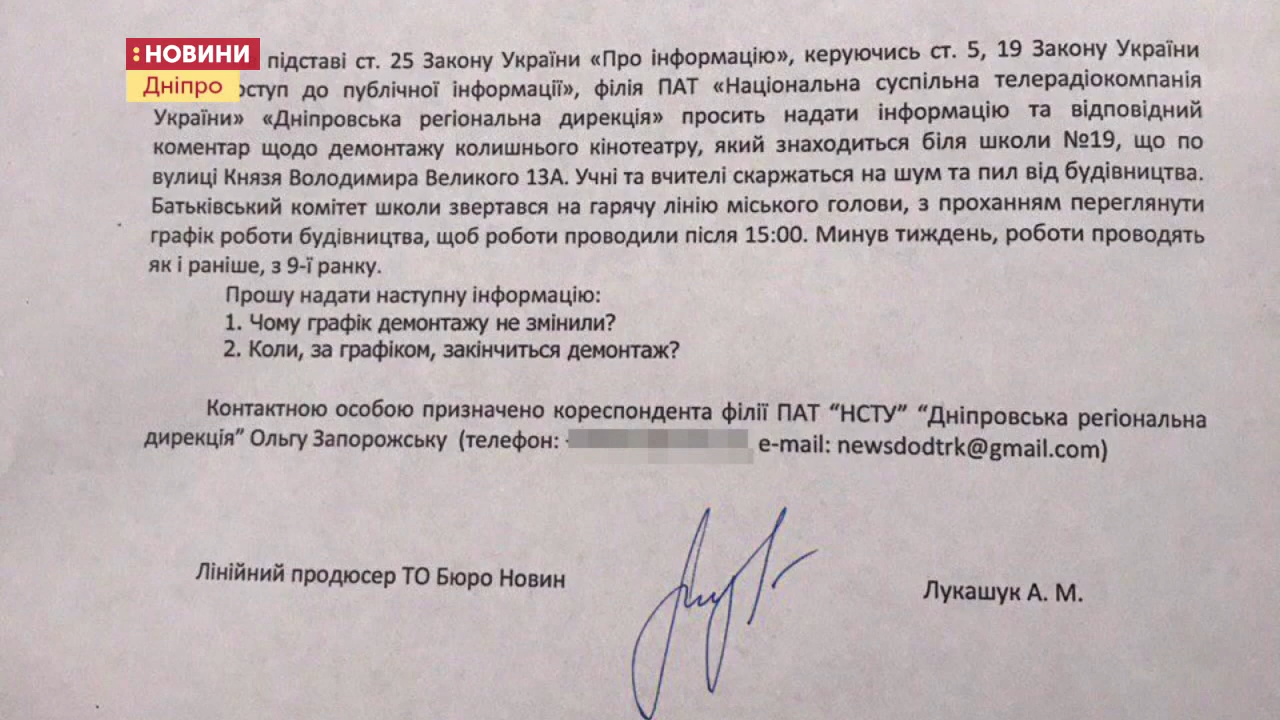 :НОВИНИ
Дніпро
підставі ст. 25 Закону України «Про інформацію», керуючись ст. 5, 19 Закону України
до публічної інформації», філія ПАТ «Національна суспільна телерадіокомпанія
України» «Дніпровська регіональна дирекція» просить надати інформацію та відповідний
коментар щодо демонтажу колишнього кінотеатру, який знаходиться біля школи №19, що по
вулиці Князя Володимира Великого 13А. Учні та вчителі скаржаться на шум та пил від будівництва.
Батьківський комітет школи звертався на гарячу лінію міського голови, з проханням переглянути
графік роботи будівництва, щоб роботи проводили після 15:00. Минув тиждень, роботи проводять
як і раніше, з 9-ї ранку.
Прошу надати наступну інформацію:
1. Чому графік демонтажу не змінили?
2. Коли, за графіком, закінчиться демонтаж?
Контактною особою призначено кореспондента філії ПАТ “НСТУ” “Дніпровська регіональна
дирекція” Ольгу Запорожську (телефон: e-mail: newsdodtrk@gmail.com)
Лінійний продюсер ТО Бюро Новин
Лукашук А. М.